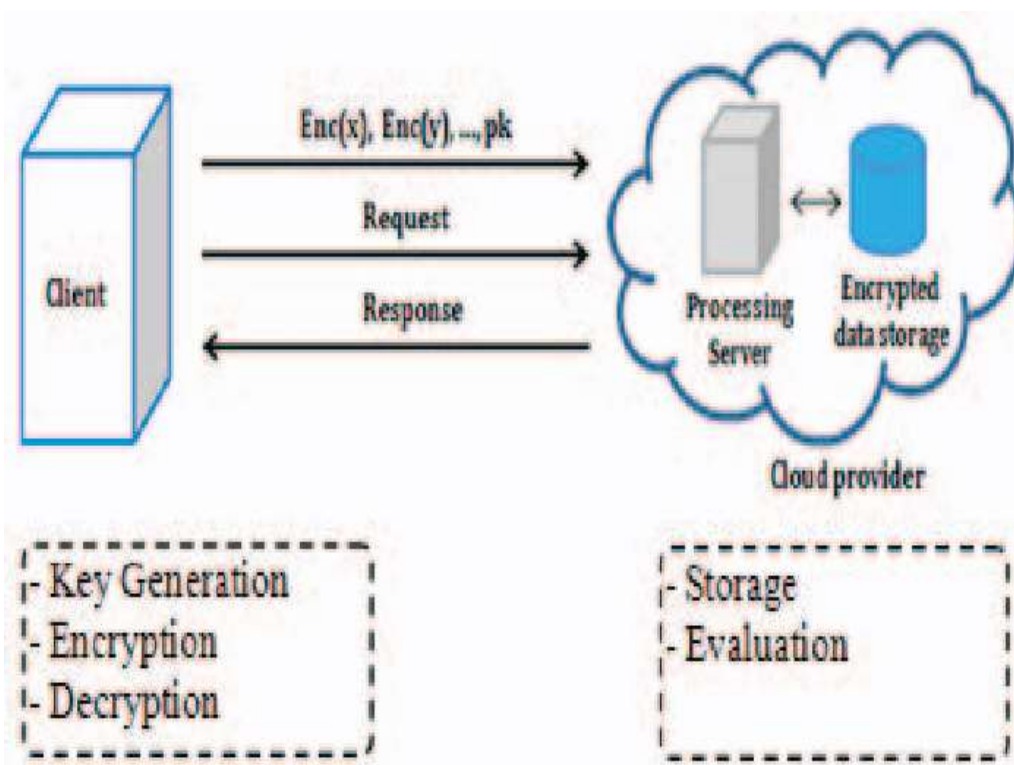 Enc(x), Enc(y), ..., pk
Request
Response
Client
Processing
Server
Encrypted
data storage
Cloud provider
- Key Generation
- Encryption
- Decryption
- Storage
- Evaluation